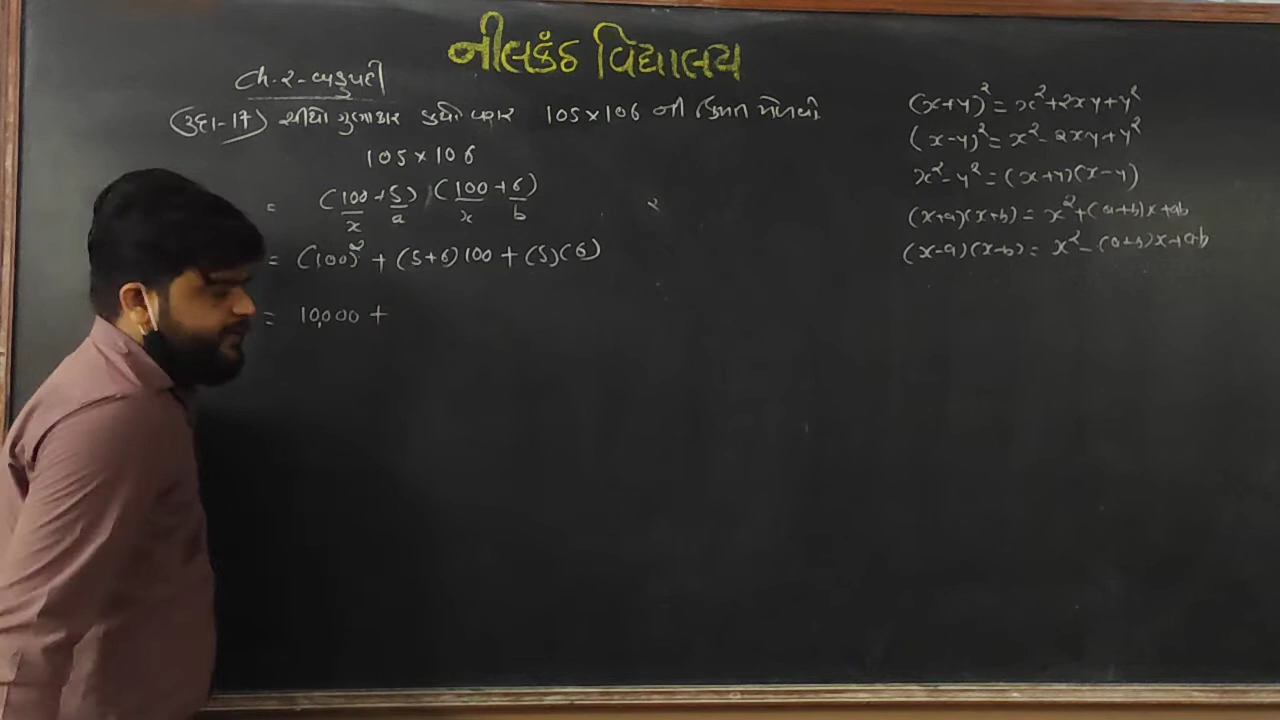 નીલકંઠ વિદ્યાલય
Ch-2-બહુપદી
ઉદા-17) સીધો ગુણાકાર કર્યા વગર 105×106 ની કિંમત મેળવો
105×106
= (100+5) (100+6)
x a x b
= (100)² + (5+6)100 + (5)(6)
= 10,000 +
(x+y)² = x²+2xy+y²
(x-y)² = x²-2xy+y²
x²-y² = (x+y)(x-y)
(x+a)(x+b) = x²+(a+b)x+ab
(x-a)(x-b) = x²-(a+b)x+ab